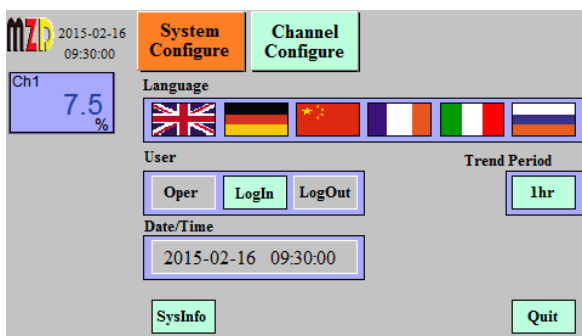 MZD 2015-02-16
09:30:00
System
Configure
Channel
Configure
Ch1
7.5
%
Language
User
Trend Period
Oper
LogIn
LogOut
1hr
Date/Time
2015-02-16 09:30:00
SysInfo
Quit